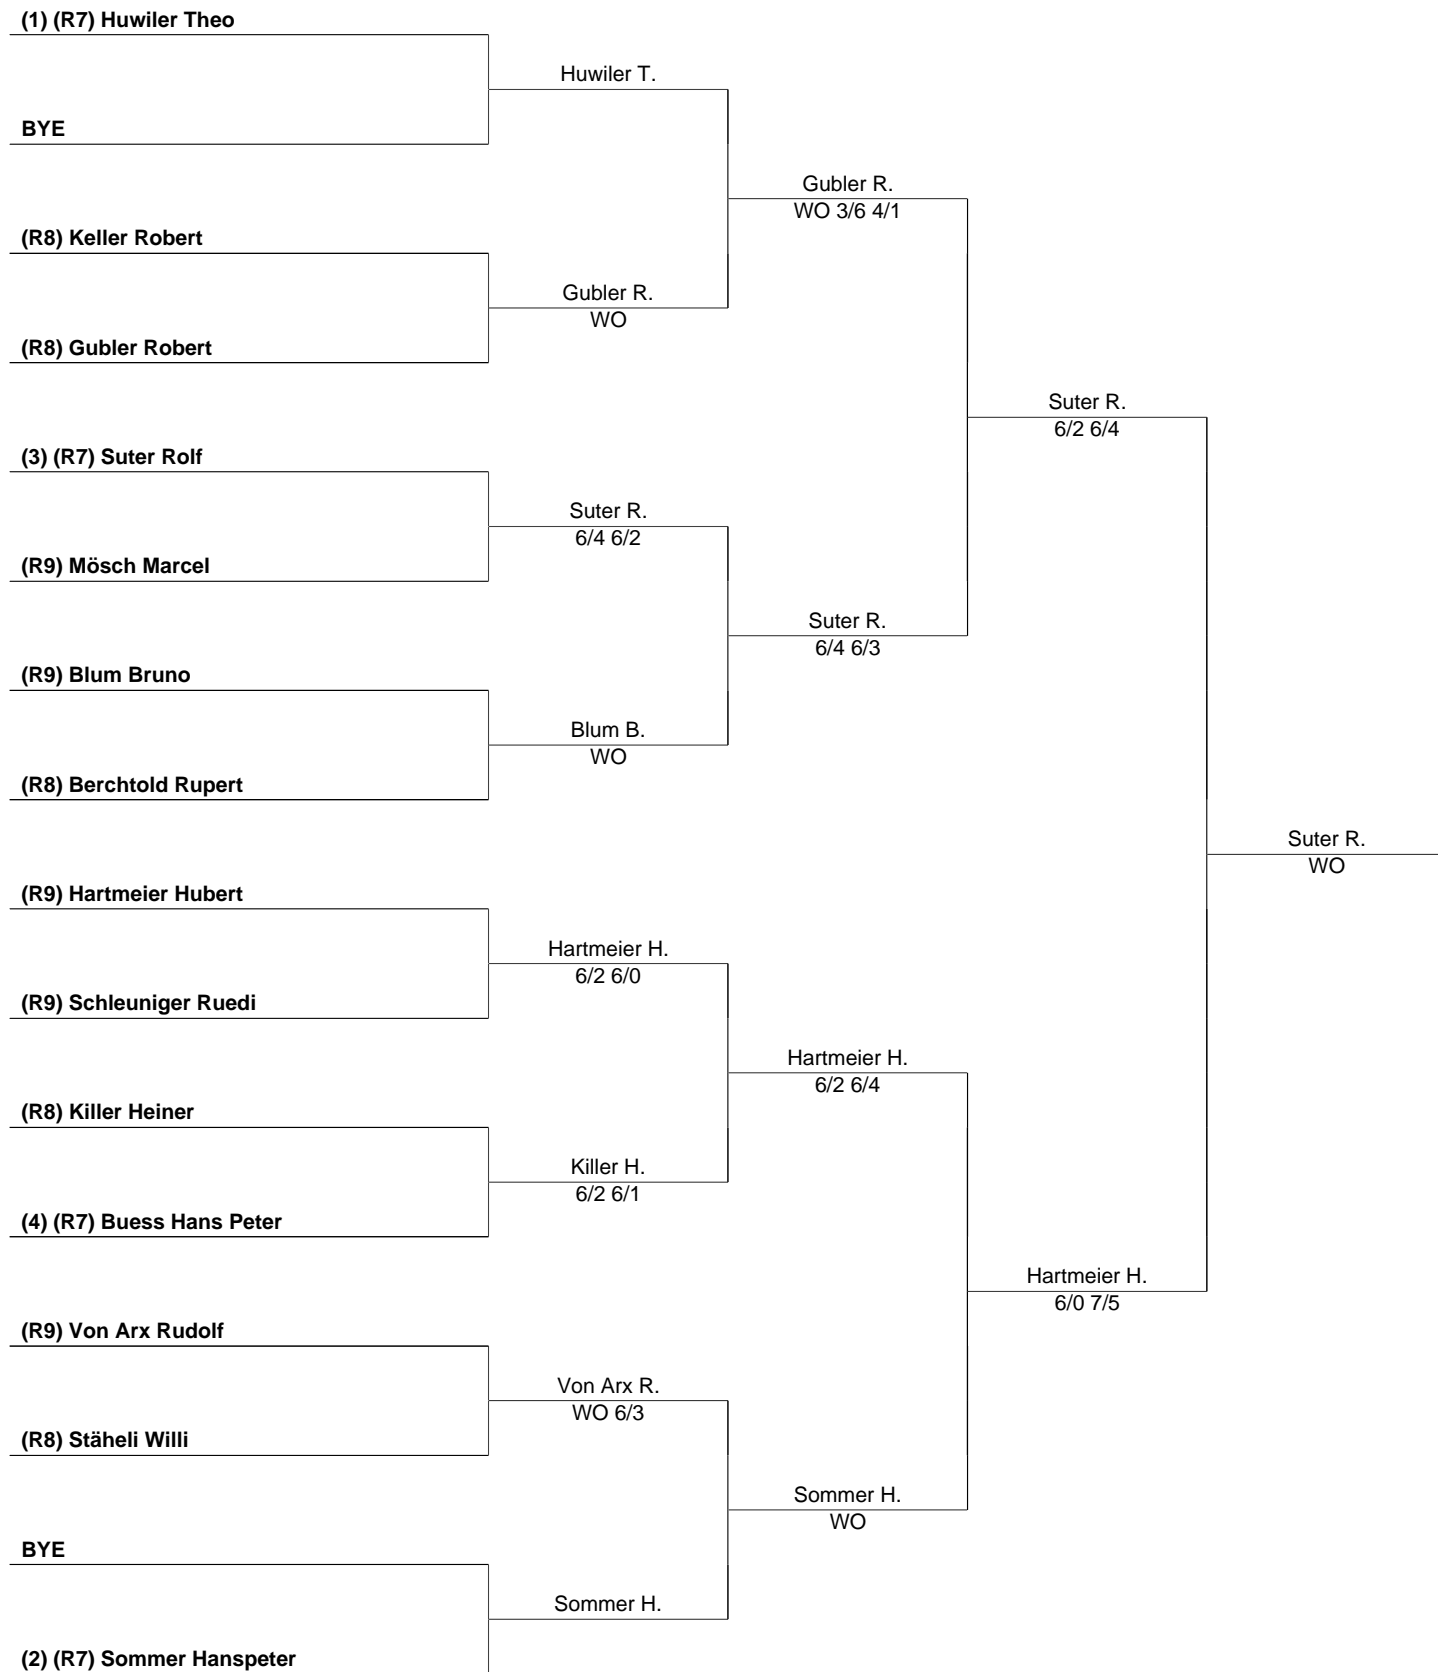 (1) (R7) Huwiler Theo
Huwiler T.
BYE
Gubler R.
WO 3/6 4/1
(R8) Keller Robert
Gubler R.
WO
(R8) Gubler Robert
Suter R.
6/2 6/4
(3) (R7) Suter Rolf
Suter R.
6/4 6/2
(R9) Mösch Marcel
Suter R.
6/4 6/3
(R9) Blum Bruno
Blum B.
WO
(R8) Berchtold Rupert
Suter R.
WO
(R9) Hartmeier Hubert
Hartmeier H.
6/2 6/0
(R9) Schleuniger Ruedi
Hartmeier H.
6/2 6/4
(R8) Killer Heiner
Killer H.
6/2 6/1
(4) (R7) Buess Hans Peter
Hartmeier H.
6/0 7/5
(R9) Von Arx Rudolf
Von Arx R.
WO 6/3
(R8) Stäheli Willi
Sommer H.
WO
BYE
Sommer H.
(2) (R7) Sommer Hanspeter